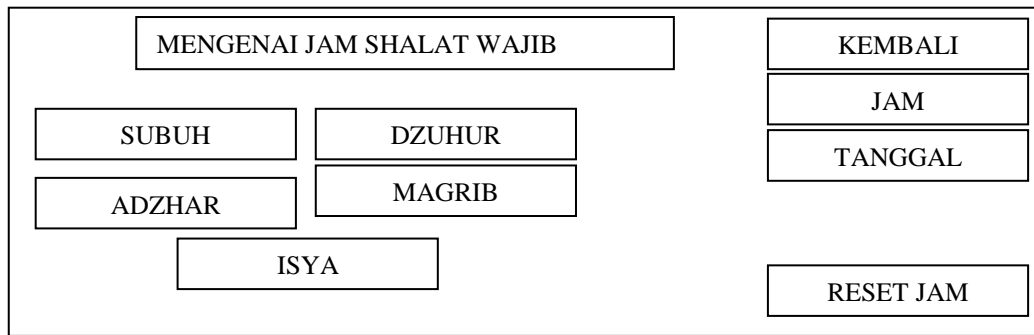 MENGENAI JAM SHALAT WAJIB
KEMBALI
JAM
SUBUH
DZUHUR
TANGGAL
ADZHAR
MAGRIB
ISYA
RESET JAM